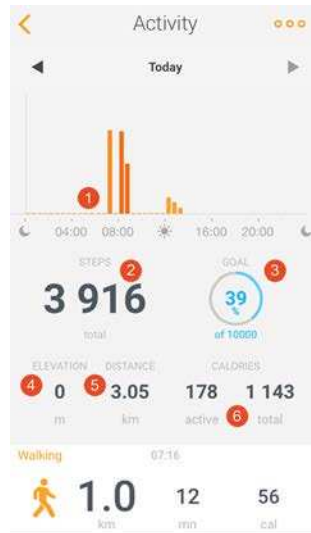 Activity
Today
1
04:00 08:00 16:00 20:00
STEPS 2 GOAL 3
3 916 39
%
total of 10000
ELEVATION DISTANCE CALORIES
4 0 5 3.05 178 1 143
m km active 6 total
Walking 07:16
1.0 12 56
km mn cal